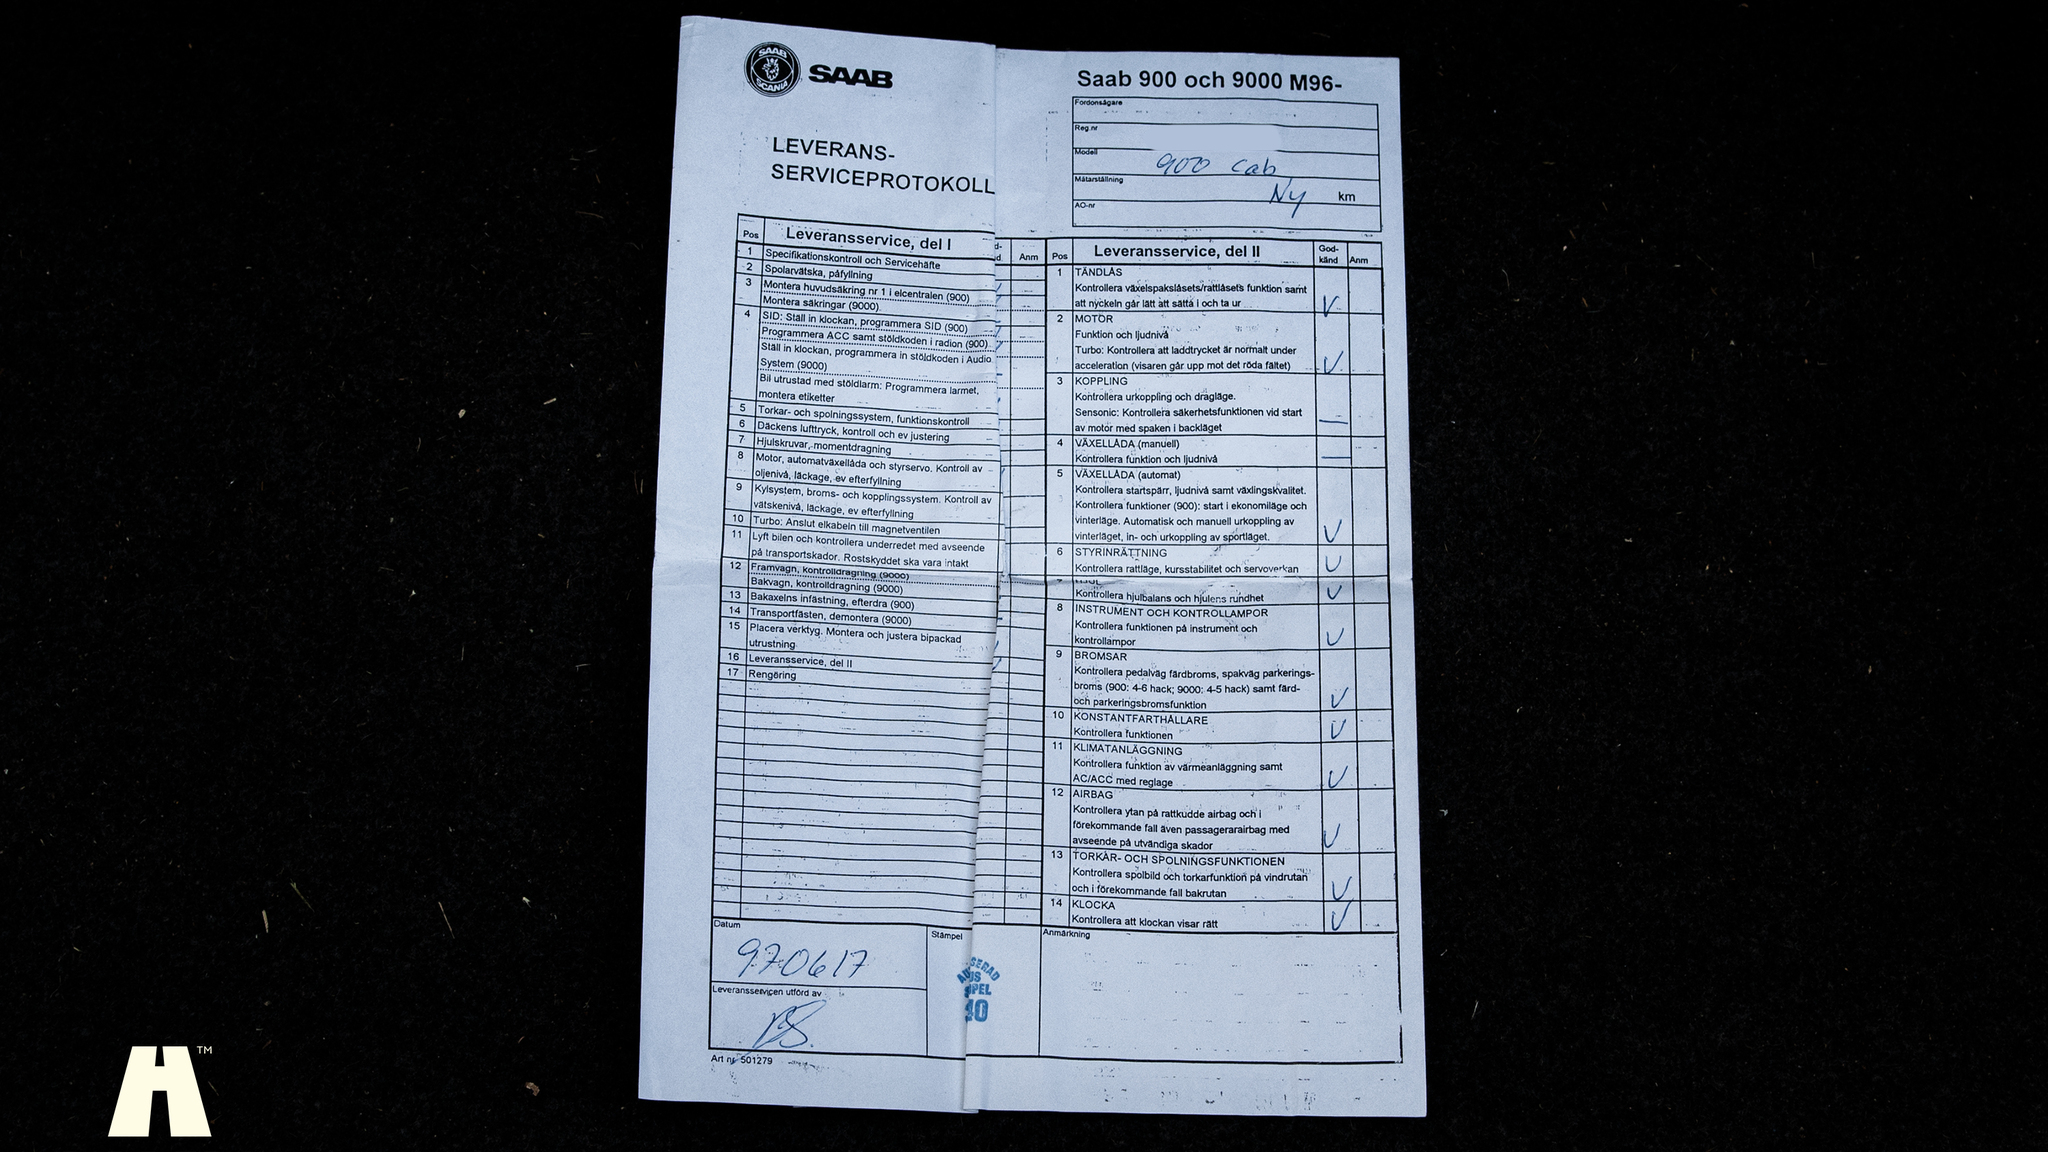 SAAB
SCANIA
SAAB
Saab 900 och 9000 M96-
LEVERANS-
SERVICEPROTOKOLL
Fordonsägare
Reg.nr
Modell 900 cab
Mätarställning Ny km
AO-nr
Pos Leveransservice, del I
1 Specifikationskontroll och Servicehäfte
2 Spolarvätska, påfyllning
3 Montera huvudsäkring nr 1 i elcentralen (900)
Montera säkringar (9000)
4 SID: Ställ in klockan, programmera SID (900)
Programmera ACC samt stöldkoden i radion (900)
Ställ in klockan, programmera in stöldkoden i Audio
System (9000)
Bil utrustad med stöldlarm: Programmera larmet,
montera etiketter
5 Torkar- och spolningssystem, funktionskontroll
6 Däckens lufttryck, kontroll och ev justering
7 Hjulskruvar, momentdragning
8 Motor, automatväxellåda och styrservo. Kontroll av
oljenivå, läckage, ev efterfyllning
9 Kylsystem, broms- och kopplingssystem. Kontroll av
vätskenivå, läckage, ev efterfyllning
10 Turbo: Anslut elkabeln till magnetventilen
11 Lyft bilen och kontrollera underredet med avseende
på transportskador. Rostskyddet ska vara intakt
12 Framvagn, kontrolldragning (9000)
Bakvagn, kontrolldragning (9000)
13 Bakaxelns infästning, efterdra (900)
14 Transportfästen, demontera (9000)
15 Placera verktyg. Montera och justera bipackad
utrustning
16 Leveransservice, del II
17 Rengöring
Anm
Pos Leveransservice, del II God-
känd Anm
1 TÄNDLÅS
Kontrollera växelspakslåsets/rattlåsets funktion samt
att nyckeln går lätt att sätta i och ta ur
2 MOTOR
Funktion och ljudnivå
Turbo: Kontrollera att laddtrycket är normalt under
acceleration (visaren går upp mot det röda fältet)
3 KOPPLING
Kontrollera urkoppling och dragläge.
Sensonic: Kontrollera säkerhetsfunktionen vid start
av motor med spaken i backläget
4 VÄXELLÅDA (manuell)
Kontrollera funktion och ljudnivå
5 VÄXELLÅDA (automat)
Kontrollera startspärr, ljudnivå samt växlingskvalitet.
Kontrollera funktioner (900): start i ekonomiläge och
vinterläge. Automatisk och manuell urkoppling av
vinterläget, in- och urkoppling av sportläget.
6 STYRINRÄTTNING
Kontrollera rattläge, kursstabilitet och servoverkan
Kontrollera hjulbalans och hjulens rundhet
8 INSTRUMENT OCH KONTROLLAMPOR
Kontrollera funktionen på instrument och
kontrollampor
9 BROMSAR
Kontrollera pedalväg färdbroms, spakväg parkerings-
broms (900: 4-6 hack; 9000: 4-5 hack) samt färd-
och parkeringsbromsfunktion
10 KONSTANTFARTHÅLLARE
Kontrollera funktionen
11 KLIMATANLÄGGNING
Kontrollera funktion av värmeanläggning samt
AC/ACC med reglage
12 AIRBAG
Kontrollera ytan på rattkudde airbag och i
förekommande fall även passagerarairbag med
avseende på utvändiga skador
13 TORKAR- OCH SPOLNINGSFUNKTIONEN
Kontrollera spolbild och torkarfunktion på vindrutan
och i förekommande fall bakrutan
14 KLOCKA
Kontrollera att klockan visar rätt
Datum
970617
Leveransservicen utförd av
BS.
Stämpel
40
Anmärkning
Art nr 501279
H™